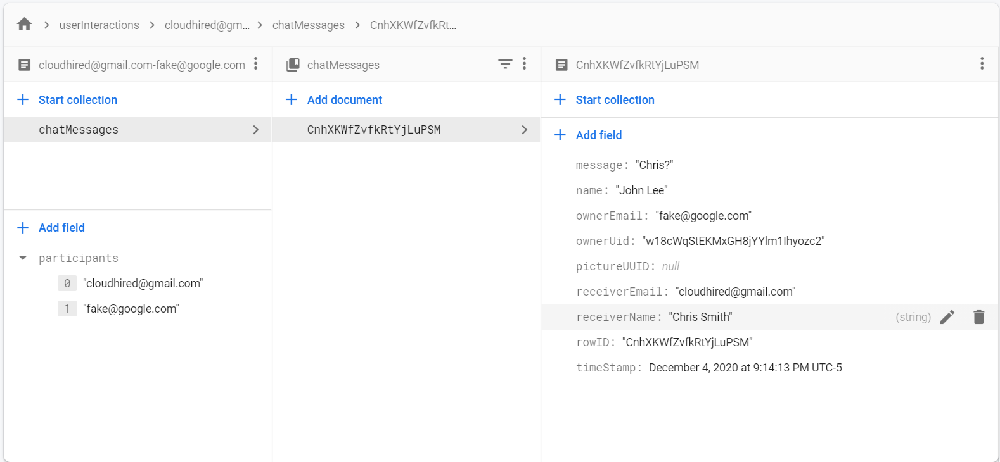 userInteractions
cloudhired@gm...
chatMessages
CnhXKWfZvfkRt...
cloudhired@gmail.com-fake@google.com
Start collection
chatMessages
Add field
participants
0 "cloudhired@gmail.com"
1 "fake@google.com"
chatMessages
Add document
CnhXKWfZvfkRtYjLuPSM
CnhXKWfZvfkRtYjLuPSM
Start collection
Add field
message: "Chris?"
name: "John Lee"
ownerEmail: "fake@google.com"
ownerUid: "w18cWqStEKMxGH8jYYlm1Ihyozc2"
pictureUUID: null
receiverEmail: "cloudhired@gmail.com"
receiverName: "Chris Smith" (string)
rowID: "CnhXKWfZvfkRtYjLuPSM"
timeStamp: December 4, 2020 at 9:14:13 PM UTC-5